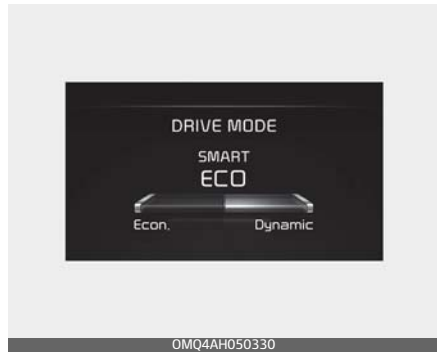 DRIVE MODE
SMART
ECO
Econ. Dynamic
OMQ4AH050330